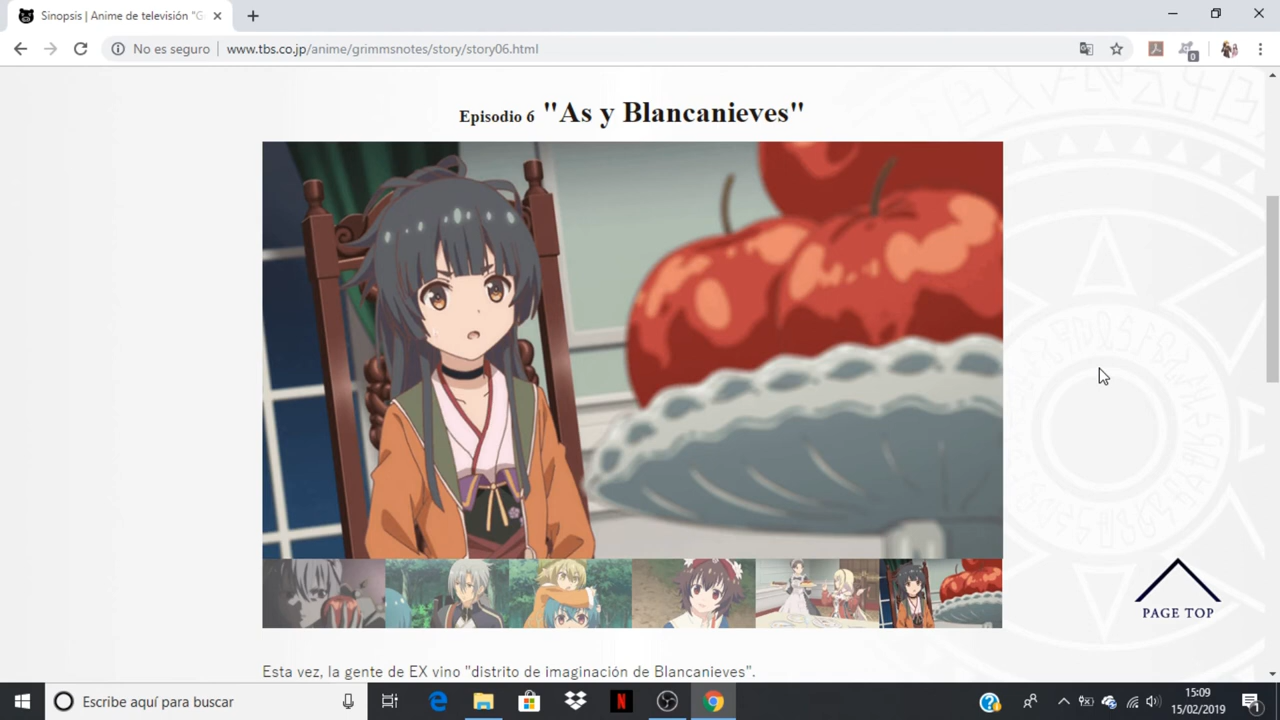 Sinopsis | Anime de televisión "G
No es seguro
www.tbs.co.jp/anime/grimmsnotes/story/story06.html
0
Episodio 6 "As y Blancanieves"
PAGE TOP
Esta vez, la gente de EX vino "distrito de imaginación de Blancanieves".
Escribe aquí para buscar
15:09
15/02/2019
1